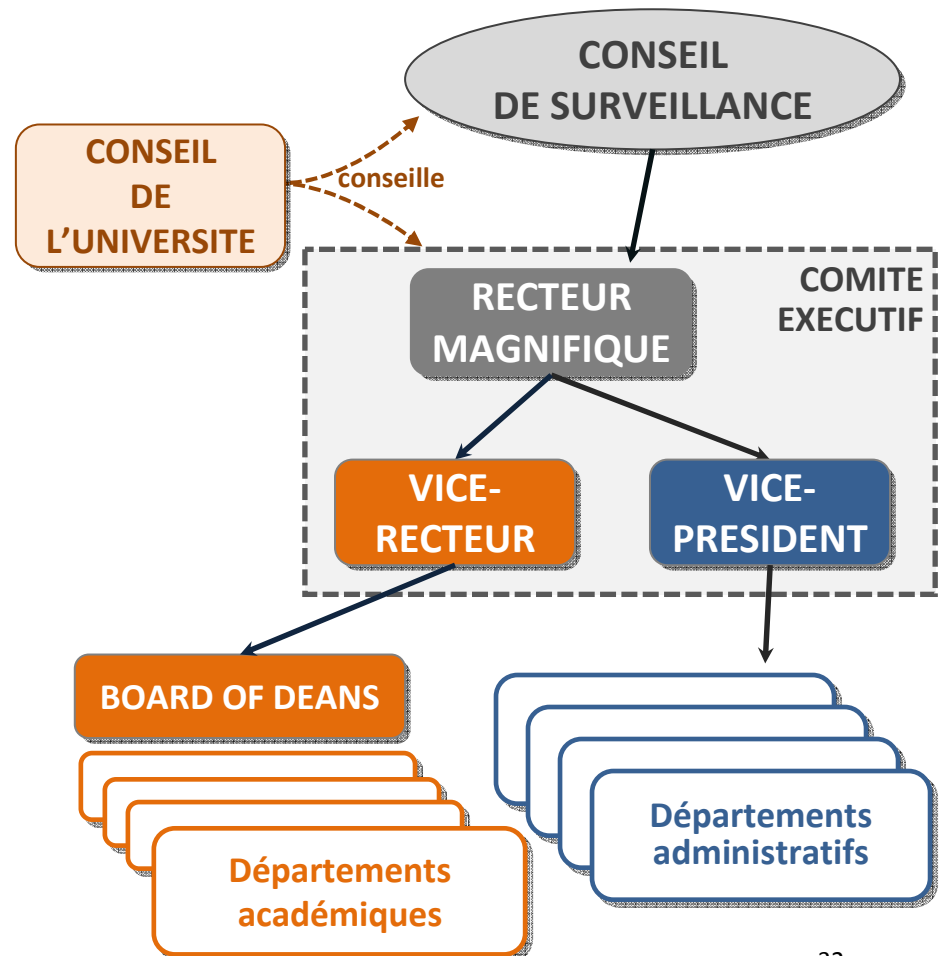 CONSEIL
DE SURVEILLANCE
CONSEIL
DE
L'UNIVERSITE
conseille
COMITE
EXECUTIF
RECTEUR
MAGNIFIQUE
VICE-
RECTEUR
VICE-
PRESIDENT
BOARD OF DEANS
Départements
académiques
Départements
administratifs